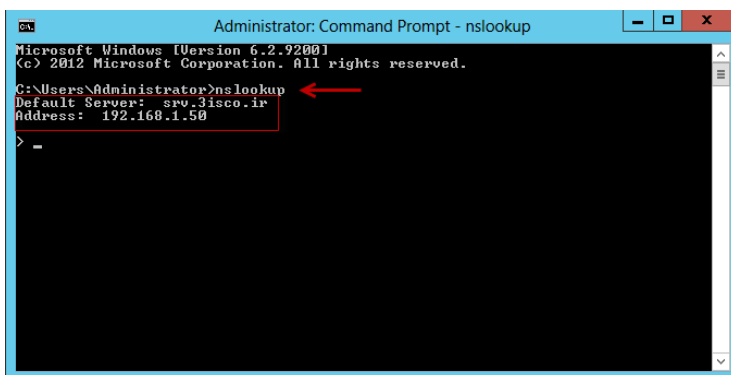 Administrator: Command Prompt - nslookup
Microsoft Windows [Version 6.2.9200]
(c) 2012 Microsoft Corporation. All rights reserved.
C:\Users\Administrator>nslookup
Default Server:  srv.3isco.ir
Address:  192.168.1.50
> _